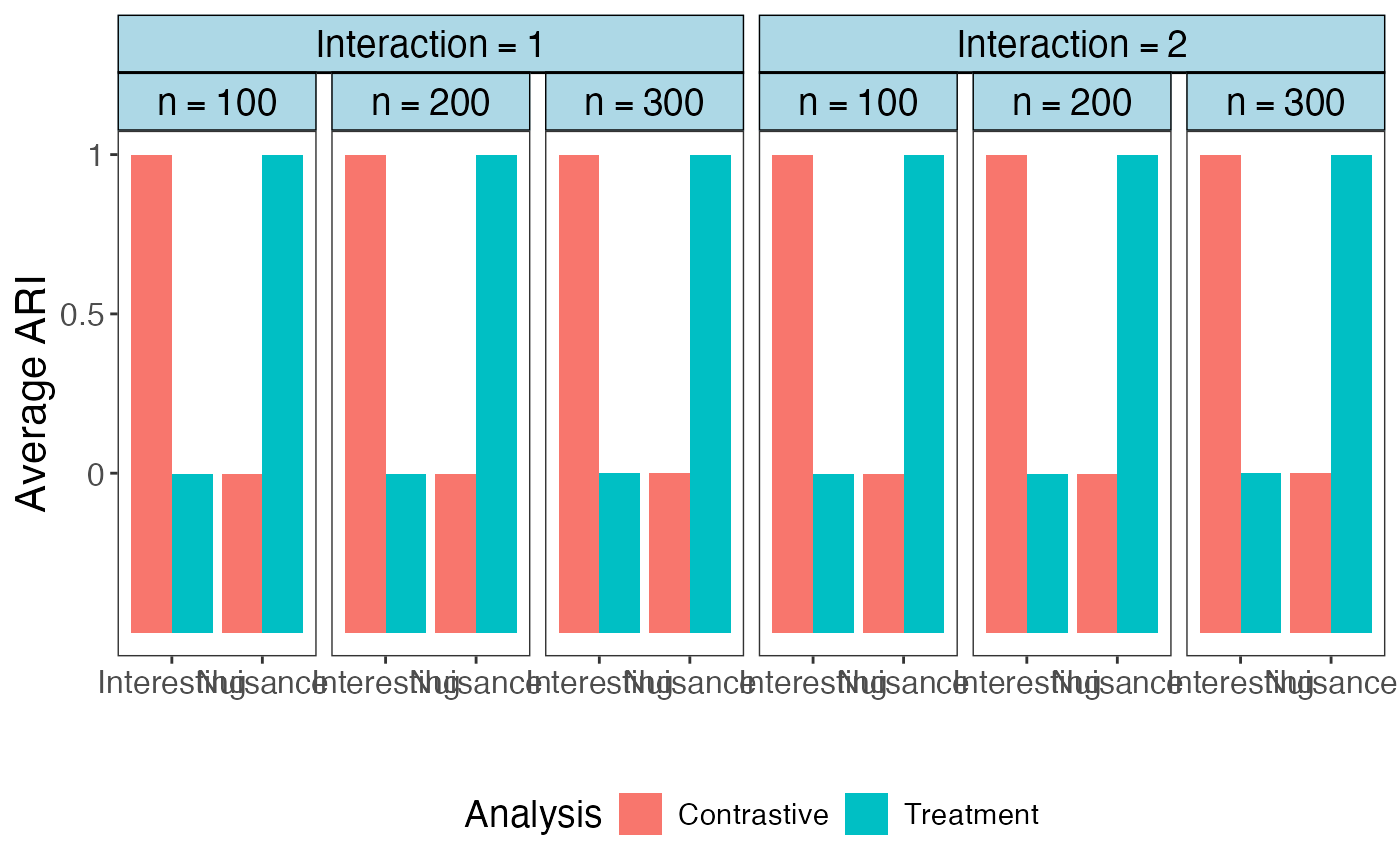 Interaction = 1 Interaction = 2
n = 100 n = 200 n = 300 n = 100 n = 200 n = 300
Average ARI
1
0.5
0
Interesting Nuisance Interesting Nuisance Interesting Nuisance Interesting Nuisance Interesting Nuisance Interesting Nuisance
Analysis Contrastive Treatment